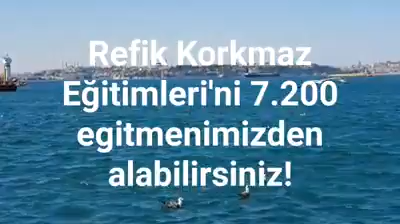 Refik Korkmaz
Eğitimleri'ni 7.200
egitmenimizden
alabilirsiniz!